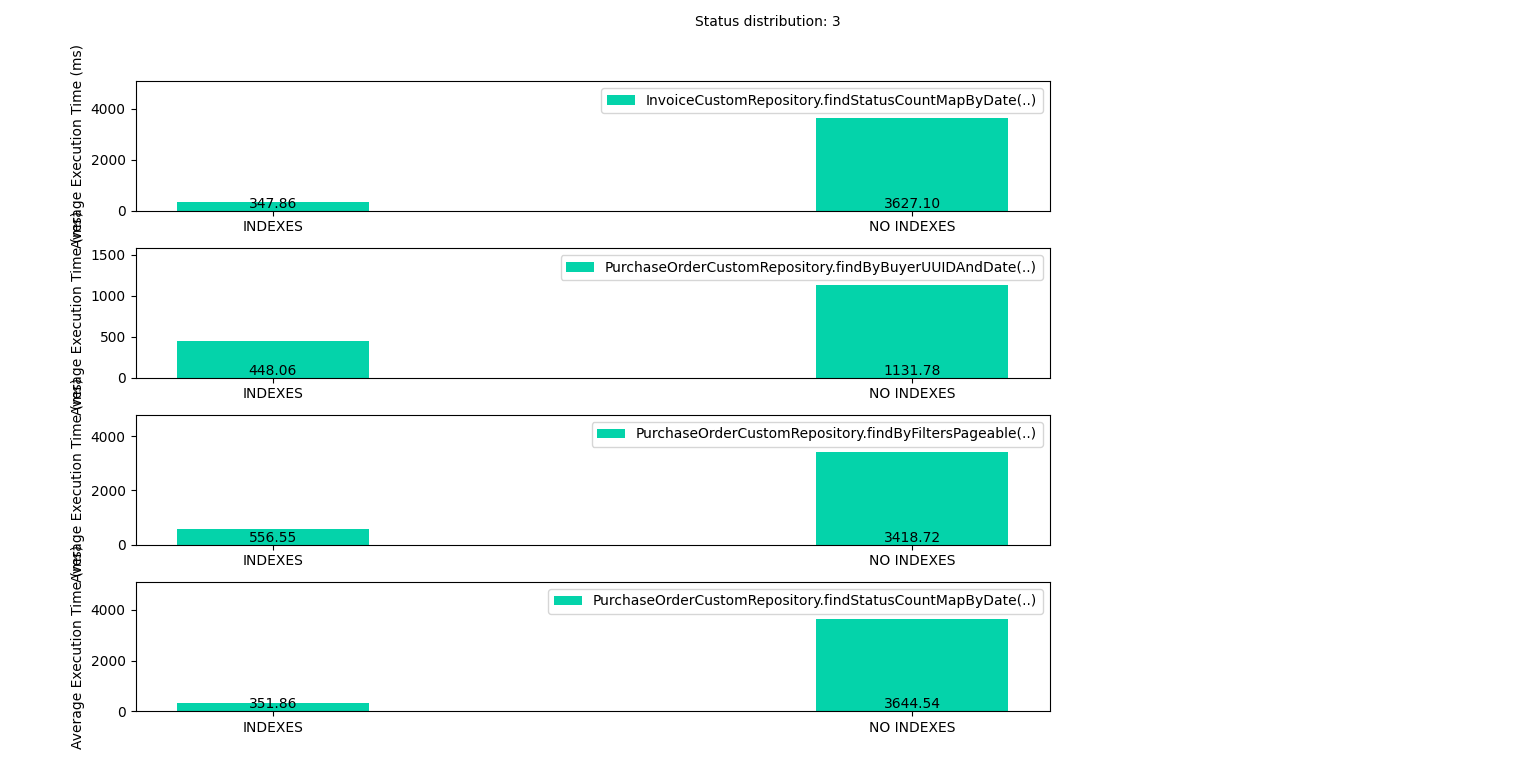 Status distribution: 3
Average Execution Time (ms)
4000
2000
0
InvoiceCustomRepository.findStatusCountMapByDate(..)
347.86
3627.10
INDEXES
NO INDEXES
Average Execution Time (ms)
1500
1000
500
0
PurchaseOrderCustomRepository.findByBuyerUUIDAndDate(..)
448.06
1131.78
INDEXES
NO INDEXES
Average Execution Time (ms)
4000
2000
0
PurchaseOrderCustomRepository.findByFiltersPageable(..)
556.55
3418.72
INDEXES
NO INDEXES
Average Execution Time (ms)
4000
2000
0
PurchaseOrderCustomRepository.findStatusCountMapByDate(..)
351.86
3644.54
INDEXES
NO INDEXES